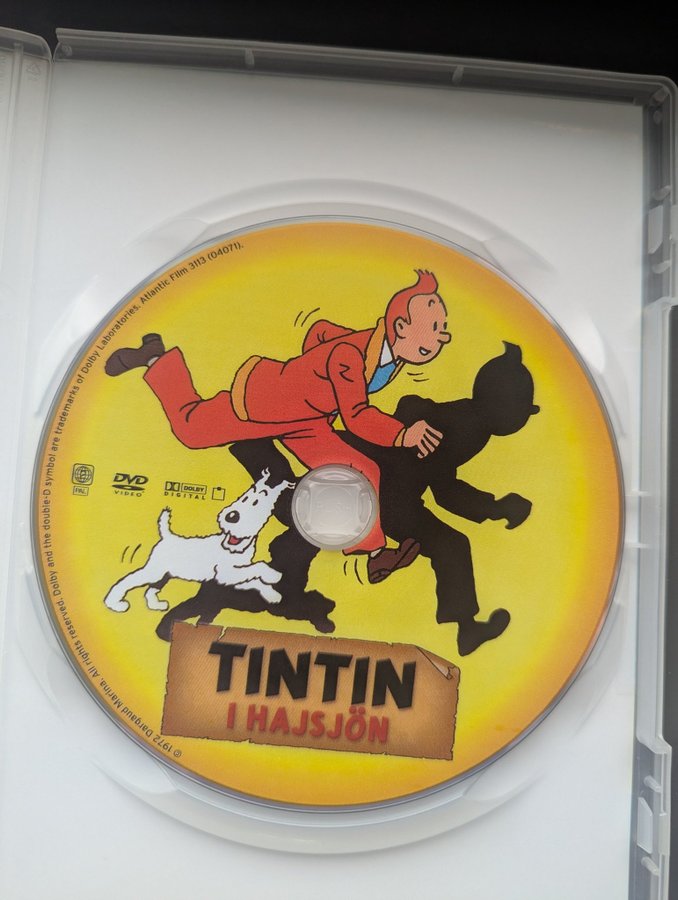 © 1972 Dargaud Marina. All rights reserved. Dolby and the double-D symbol are trademarks of Dolby Laboratories. Atlantic Film 3113 (04071).
PAL
DVD
VIDEO
DOLBY
DIGITAL
TINTIN
I HAJSJÖN